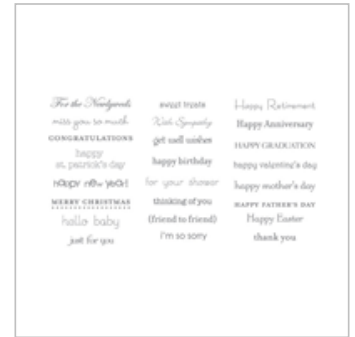 For the Newlyweds
miss you so much
CONGRATULATIONS
happy
st. patrick's day
happy new year!
MERRY CHRISTMAS
hello baby
just for you
sweet treats
With Sympathy
get well wishes
happy birthday
for your shower
thinking of you
(friend to friend)
I'm so sorry
Happy Retirement
Happy Anniversary
HAPPY GRADUATION
happy valentine's day
happy mother's day
HAPPY FATHER'S DAY
Happy Easter
thank you